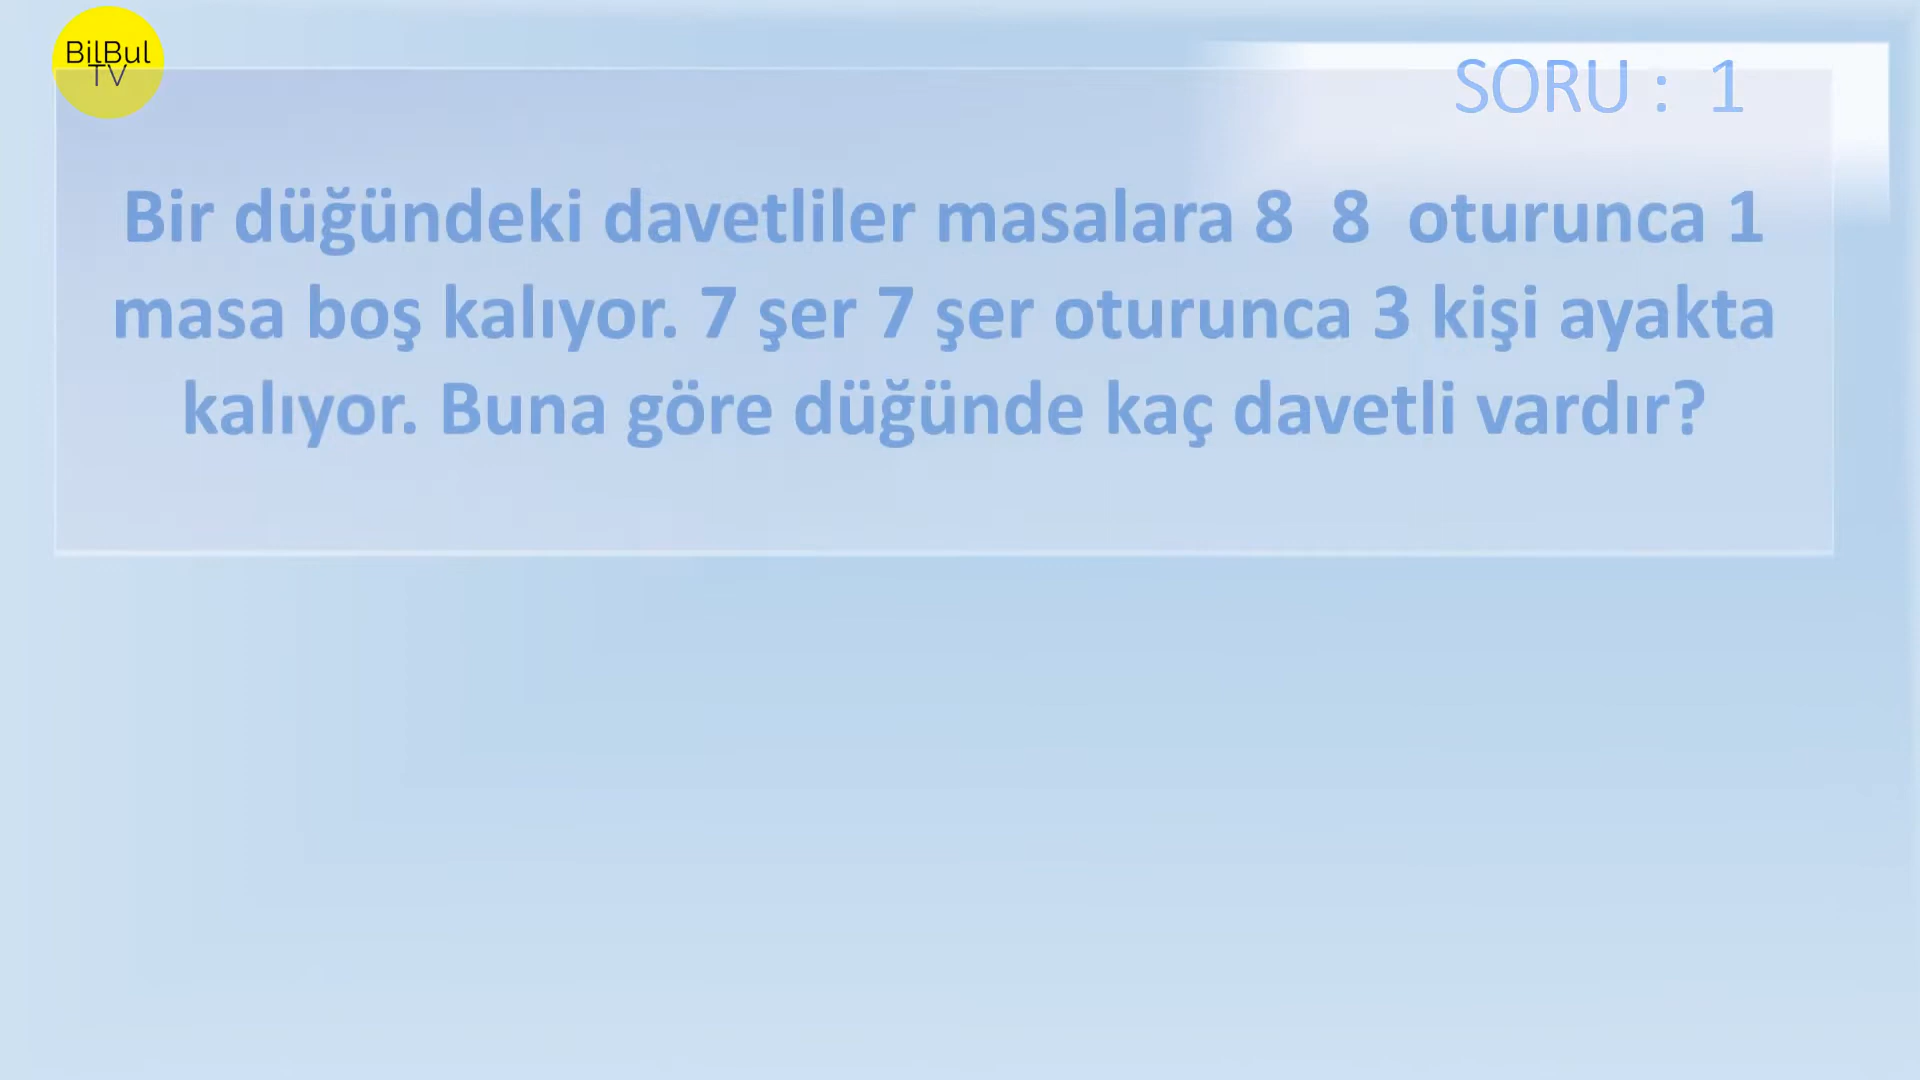 BilBul
TV
SORU : 1
Bir düğündeki davetliler masalara 8 8 oturunca 1
masa boş kalıyor. 7 şer 7 şer oturunca 3 kişi ayakta
kalıyor. Buna göre düğünde kaç davetli vardır?